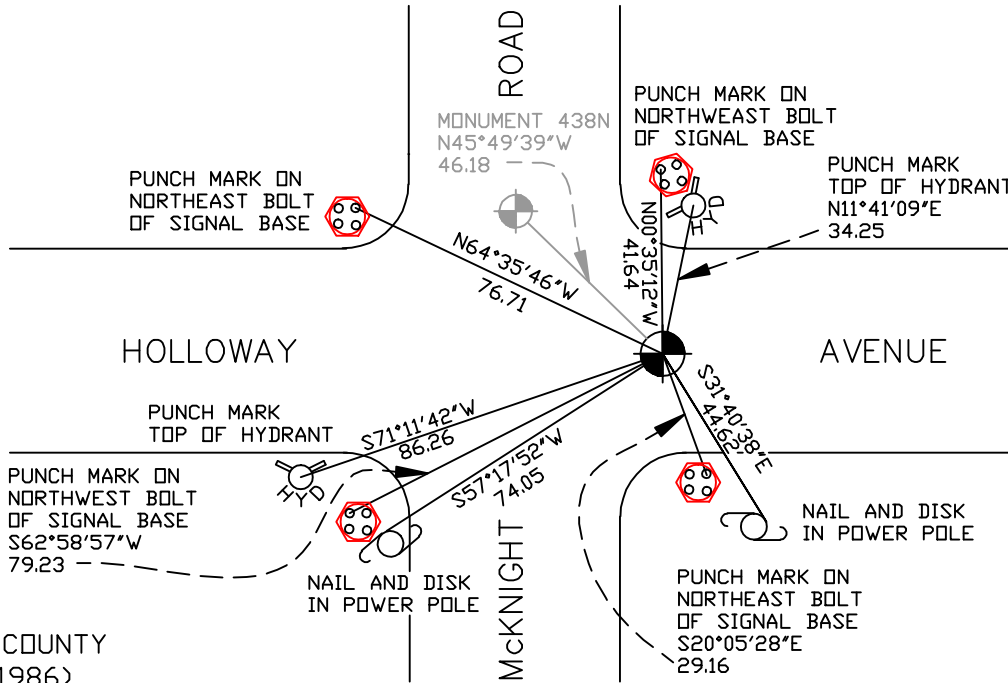 ROAD
MONUMENT 438N
N45°49'39"W
46.18
PUNCH MARK ON
NORTHWEAST BOLT
OF SIGNAL BASE
PUNCH MARK
TOP OF HYDRANT
N11°41'09"E
34.25
PUNCH MARK ON
NORTHEAST BOLT
OF SIGNAL BASE
HYD
N64°35'46"W
76.71
N00°35'12"W
41.64
HOLLOWAY
AVENUE
PUNCH MARK
TOP OF HYDRANT
S71°11'42"W
86.26
S31°40'38"E
44.62
HYD
S57°17'52"W
74.05
PUNCH MARK ON
NORTHWEST BOLT
OF SIGNAL BASE
S62°58'57"W
79.23
NAIL AND DISK
IN POWER POLE
McKNIGHT
NAIL AND DISK
IN POWER POLE
PUNCH MARK ON
NORTHEAST BOLT
OF SIGNAL BASE
S20°05'28"E
29.16
COUNTY
1986)